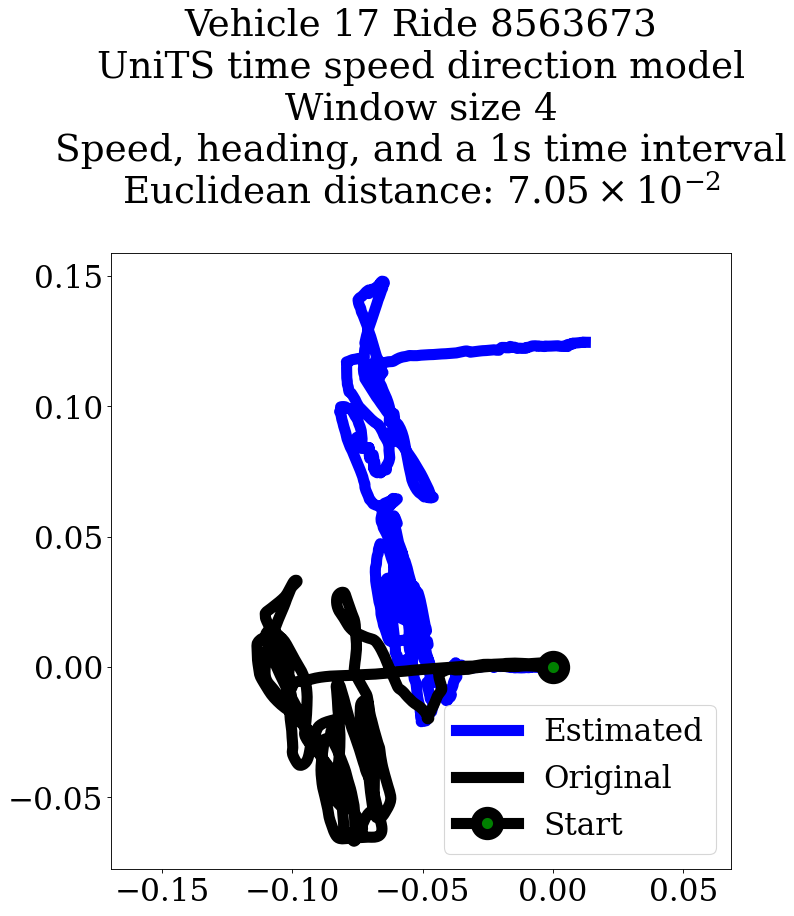 Vehicle 17 Ride 8563673
UniTS time speed direction model
Window size 4
Speed, heading, and a 1s time interval
Euclidean distance: 7.05 × 10⁻²
0.15
0.10
0.05
0.00
−0.05
Estimated
Original
Start
−0.15 −0.10 −0.05 0.00 0.05